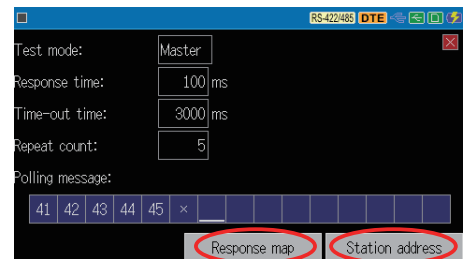 RS-422/485 DTE
Test mode: Master
Response time: 100 ms
Time-out time: 3000 ms
Repeat count: 5
Polling message:
41 42 43 44 45 ×
Response map Station address